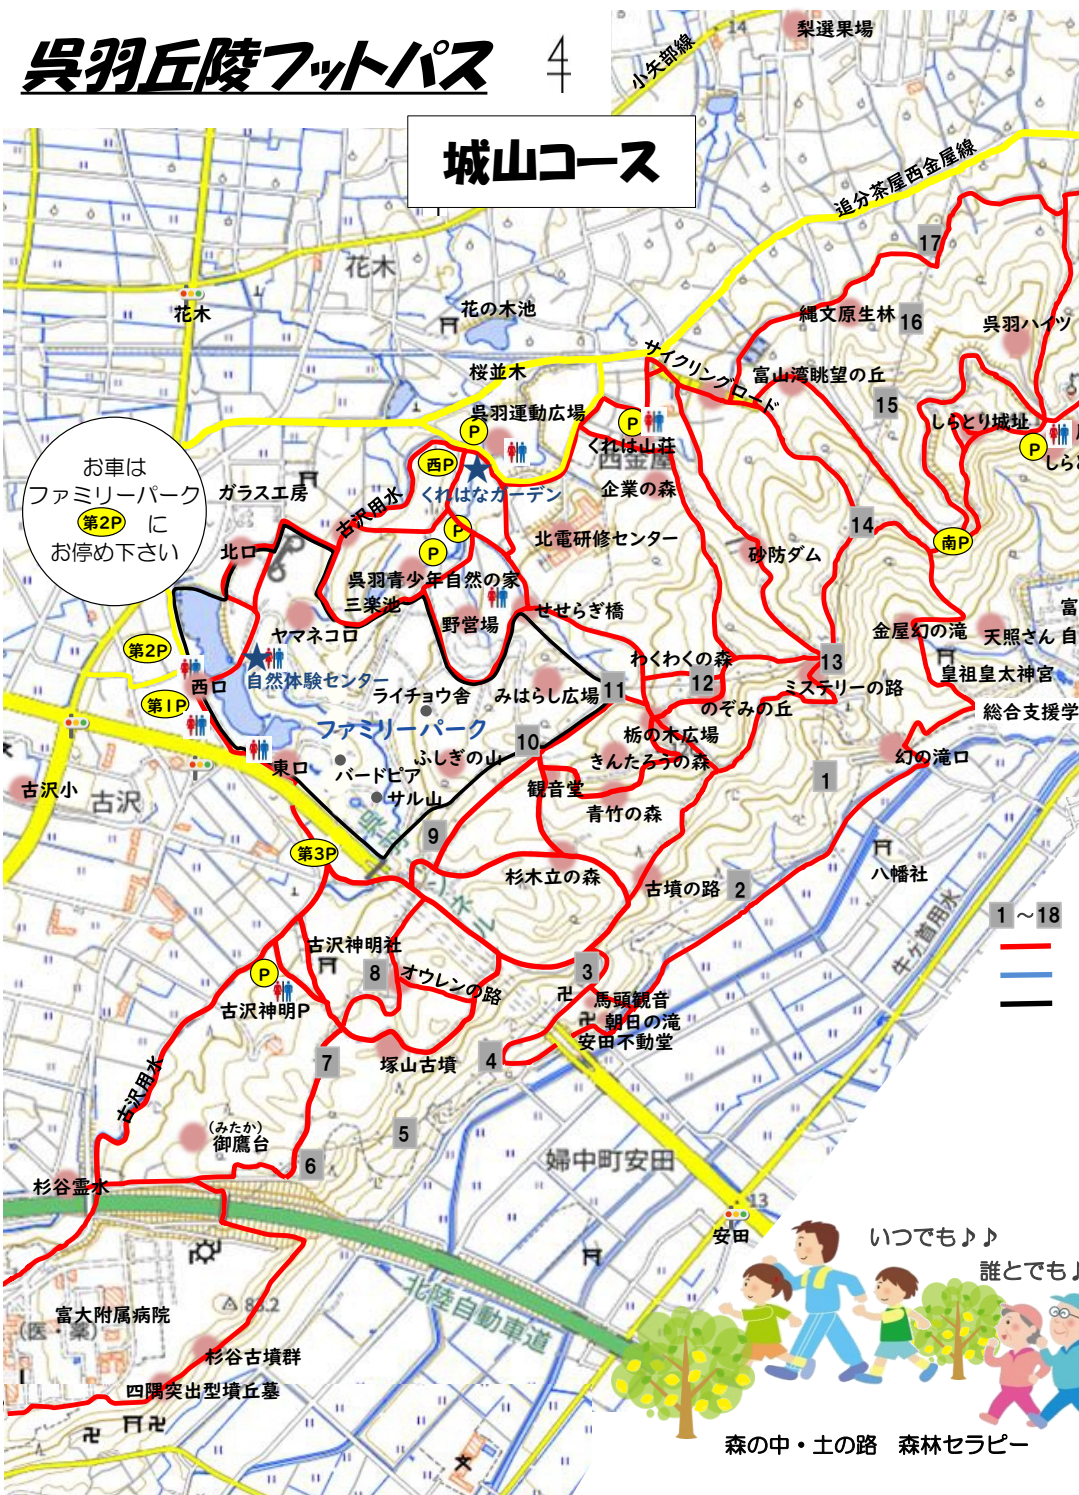 呉羽丘陵フットパス
城山コース
梨選果場
14
小矢部線
追分茶屋西金屋線
17
花木
花木
花の木池
縄文原生林
16
呉羽ハイツ
サイクリングロード
桜並木
富山湾眺望の丘
15
呉羽運動広場
P
P
くれは山荘
西金屋
しらとり城址
P
しらと
お車は
ファミリーパーク
第2P に
お停め下さい
西P
くれはなガーデン
企業の森
ガラス工房
古沢用水
14
南P
北口
P
P
北電研修センター
砂防ダム
呉羽青少年自然の家
三楽池
野営場
せせらぎ橋
ヤマネコロ
金屋幻の滝
天照さん
富
自
第2P
自然体験センター
わくわくの森
13
皇祖皇太神宮
西口
ライチョウ舎
みはらし広場
11
12
ミステリーの路
第1P
のぞみの丘
総合支援学
ファミリーパーク
10
栃の木広場
ふしぎの山
きんたろうの森
幻の滝口
東口
バードピア
サル山
観音堂
1
古沢小
古沢
青竹の森
9
第3P
杉木立の森
古墳の路
2
八幡社
牛ケ首用水
1 ～ 18
古沢神明社
8
オウレンの路
3
P
古沢神明P
馬頭観音
朝日の滝
安田不動堂
7
塚山古墳
4
古沢用水
(みたか)
御鷹台
5
6
婦中町安田
杉谷霊水
13
安田
いつでも♪♪
誰とでも♪
北陸自動車道
83.2
富大附属病院
(医・薬)
杉谷古墳群
四隅突出型墳丘墓
森の中・土の路 森林セラピー